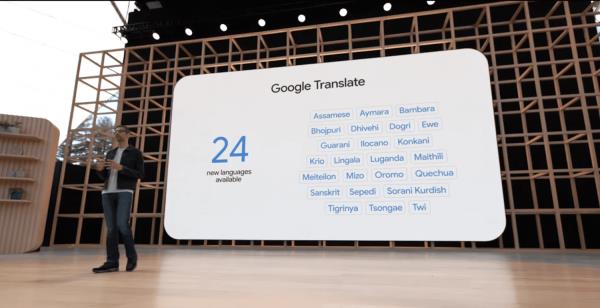 Google Translate
24
new languages
available
Assamese Aymara Bambara
Bhojpuri Dhivehi Dogri Ewe
Guarani Ilocano Konkani
Krio Lingala Luganda Maithili
Meiteilon Mizo Oromo Quechua
Sanskrit Sepedi Sorani Kurdish
Tigrinya Tsongae Twi